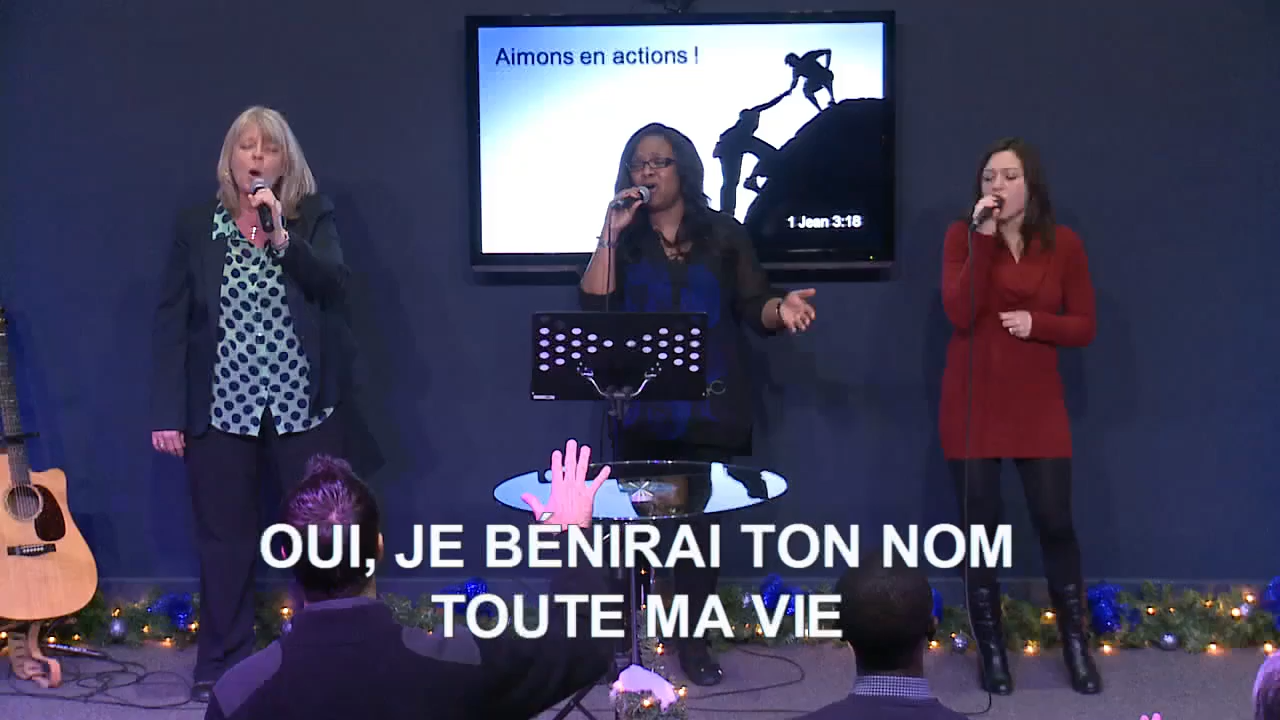 Aimons en actions !
1 Jean 3:18
OUI, JE BÉNIRAI TON NOM
TOUTE MA VIE